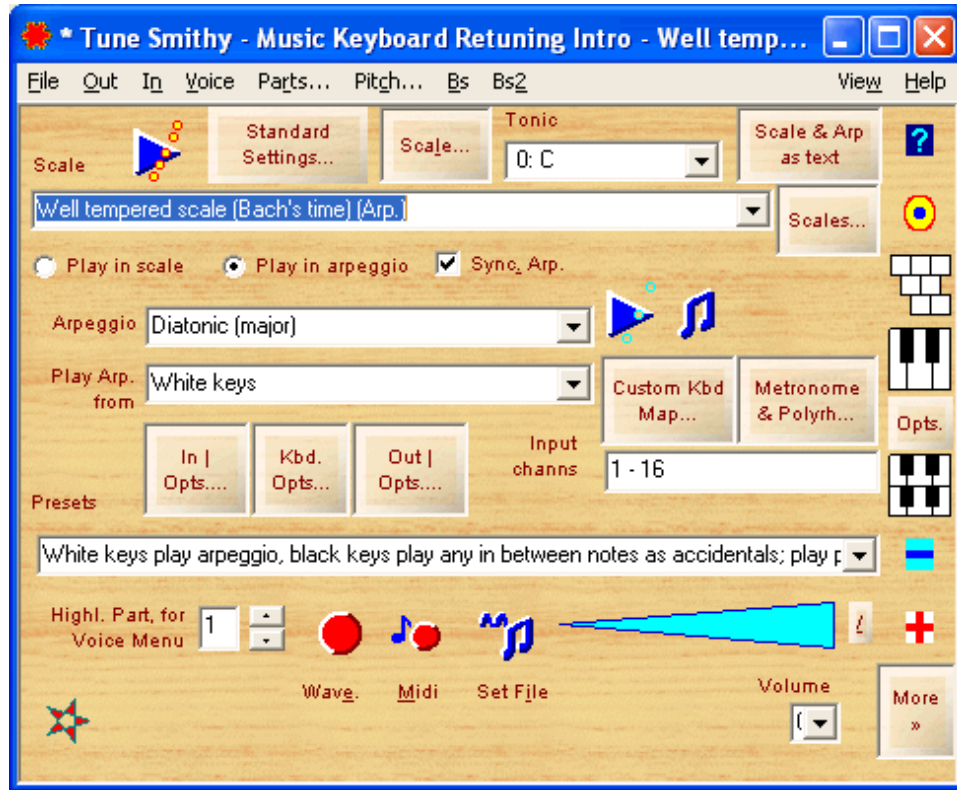 * Tune Smithy - Music Keyboard Retuning Intro - Well temp...
File Out In Voice Parts... Pitch... Bs Bs2 View Help
Scale
Standard
Settings...
Scale...
Tonic
0: C
Scale & Arp
as text
?
Well tempered scale (Bach's time) (Arp.)
Scales...
Play in scale Play in arpeggio Sync. Arp.
Arpeggio Diatonic (major)
Play Arp.
from
White keys
Custom Kbd
Map...
Metronome
& Polyrh...
Opts.
In |
Opts....
Kbd.
Opts...
Out |
Opts....
Input
channs
1 - 16
Presets
White keys play arpeggio, black keys play any in between notes as accidentals; play
Highl. Part, for
Voice Menu
1
Wave. Midi Set File
Volume
More
»